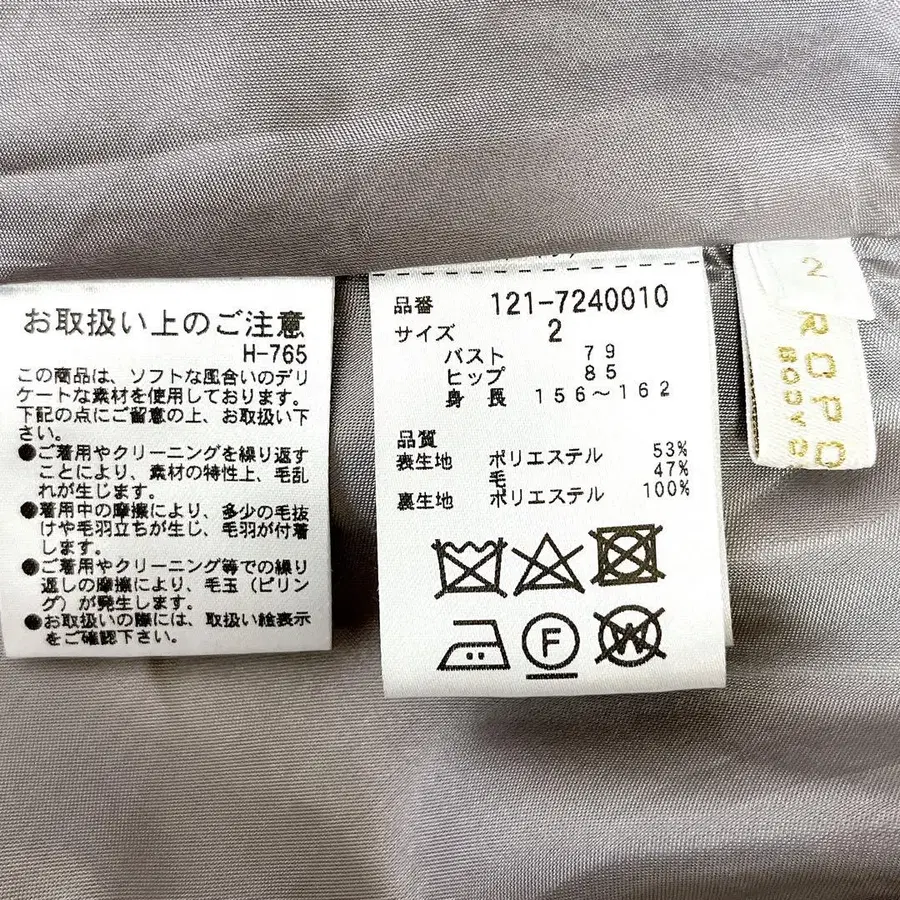 お取扱い上のご注意
H-765
この商品は、ソフトな風合いのデリ
ケートな素材を使用しております。
下記の点にご留意の上、お取扱い下
さい。
●ご着用やクリーニングを繰り返す
ことにより、素材の特性上、毛乱
れが生じます。
●着用中の摩擦により、多少の毛抜
けや毛羽立ちが生じ、毛羽が付着
します。
●ご着用やクリーニング等での繰り
返しの摩擦により、毛玉（ピリン
グ）が発生します。
●お取扱いの際には、取扱い絵表示
をご確認下さい。
品番 121-7240010
サイズ 2
バスト 79
ヒップ 85
身長 156～162
品質
表生地 ポリエステル 53%
毛 47%
裏生地 ポリエステル 100%
F
W
2
ROPÉ
BODY